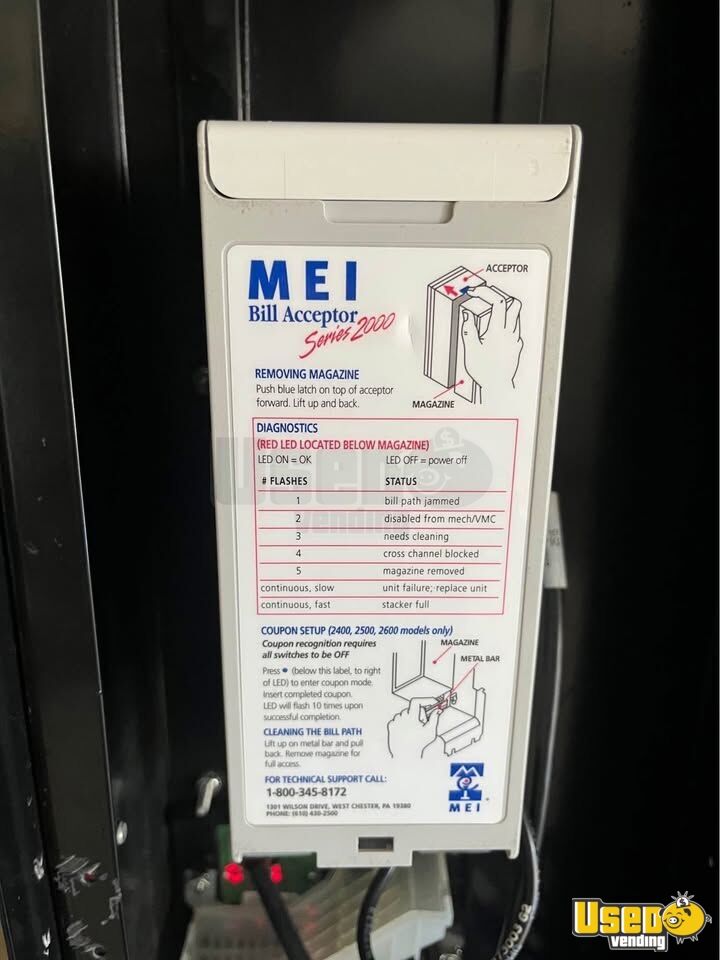 MEI
Bill Acceptor
Series 2000
ACCEPTOR
MAGAZINE
REMOVING MAGAZINE
Push blue latch on top of acceptor
forward. Lift up and back.
DIAGNOSTICS
(RED LED LOCATED BELOW MAGAZINE)
LED ON = OK LED OFF = power off
# FLASHES STATUS
1 bill path jammed
2 disabled from mech/VMC
3 needs cleaning
4 cross channel blocked
5 magazine removed
continuous, slow unit failure; replace unit
continuous, fast stacker full
COUPON SETUP (2400, 2500, 2600 models only)
Coupon recognition requires
all switches to be OFF
Press • (below this label, to right
of LED) to enter coupon mode.
Insert completed coupon.
LED will flash 10 times upon
successful completion.
MAGAZINE
METAL BAR
CLEANING THE BILL PATH
Lift up on metal bar and pull
back. Remove magazine for
full access.
FOR TECHNICAL SUPPORT CALL:
1-800-345-8172
1301 WILSON DRIVE, WEST CHESTER, PA 19380
PHONE: (610) 430-2500
MEI
Used
vending
Used
vending